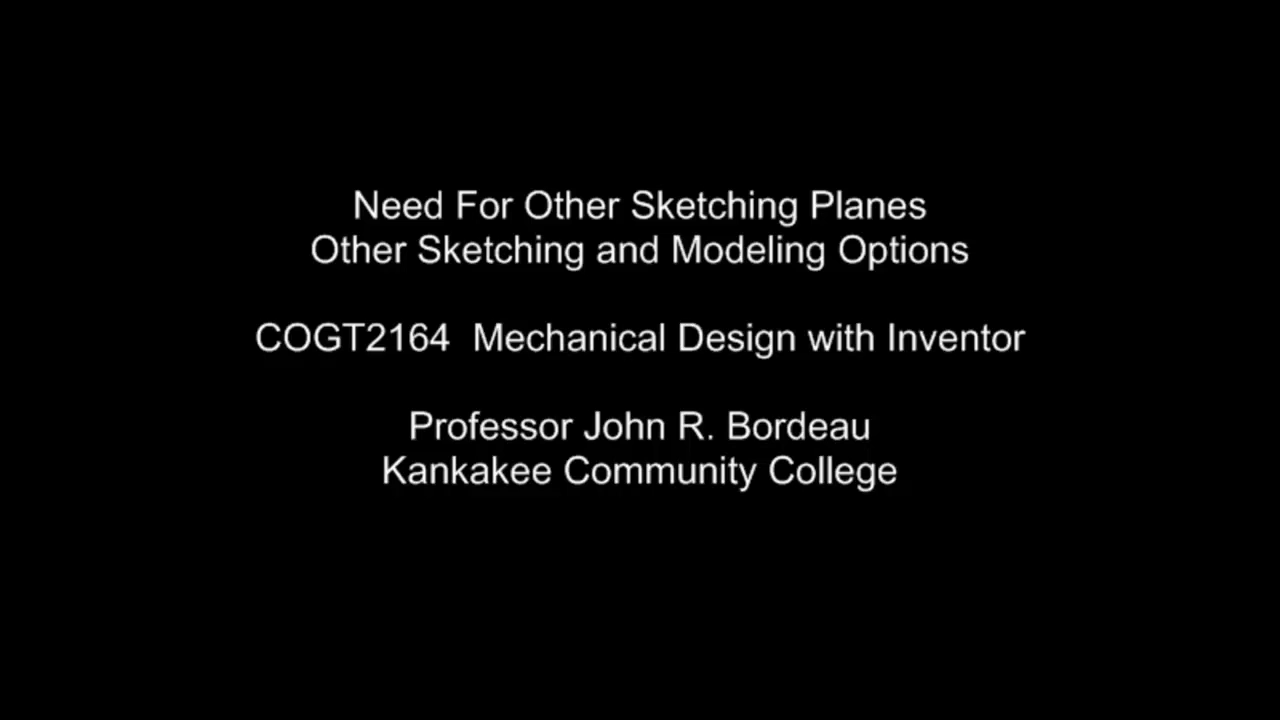 Need For Other Sketching Planes
Other Sketching and Modeling Options
COGT2164  Mechanical Design with Inventor
Professor John R. Bordeau
Kankakee Community College